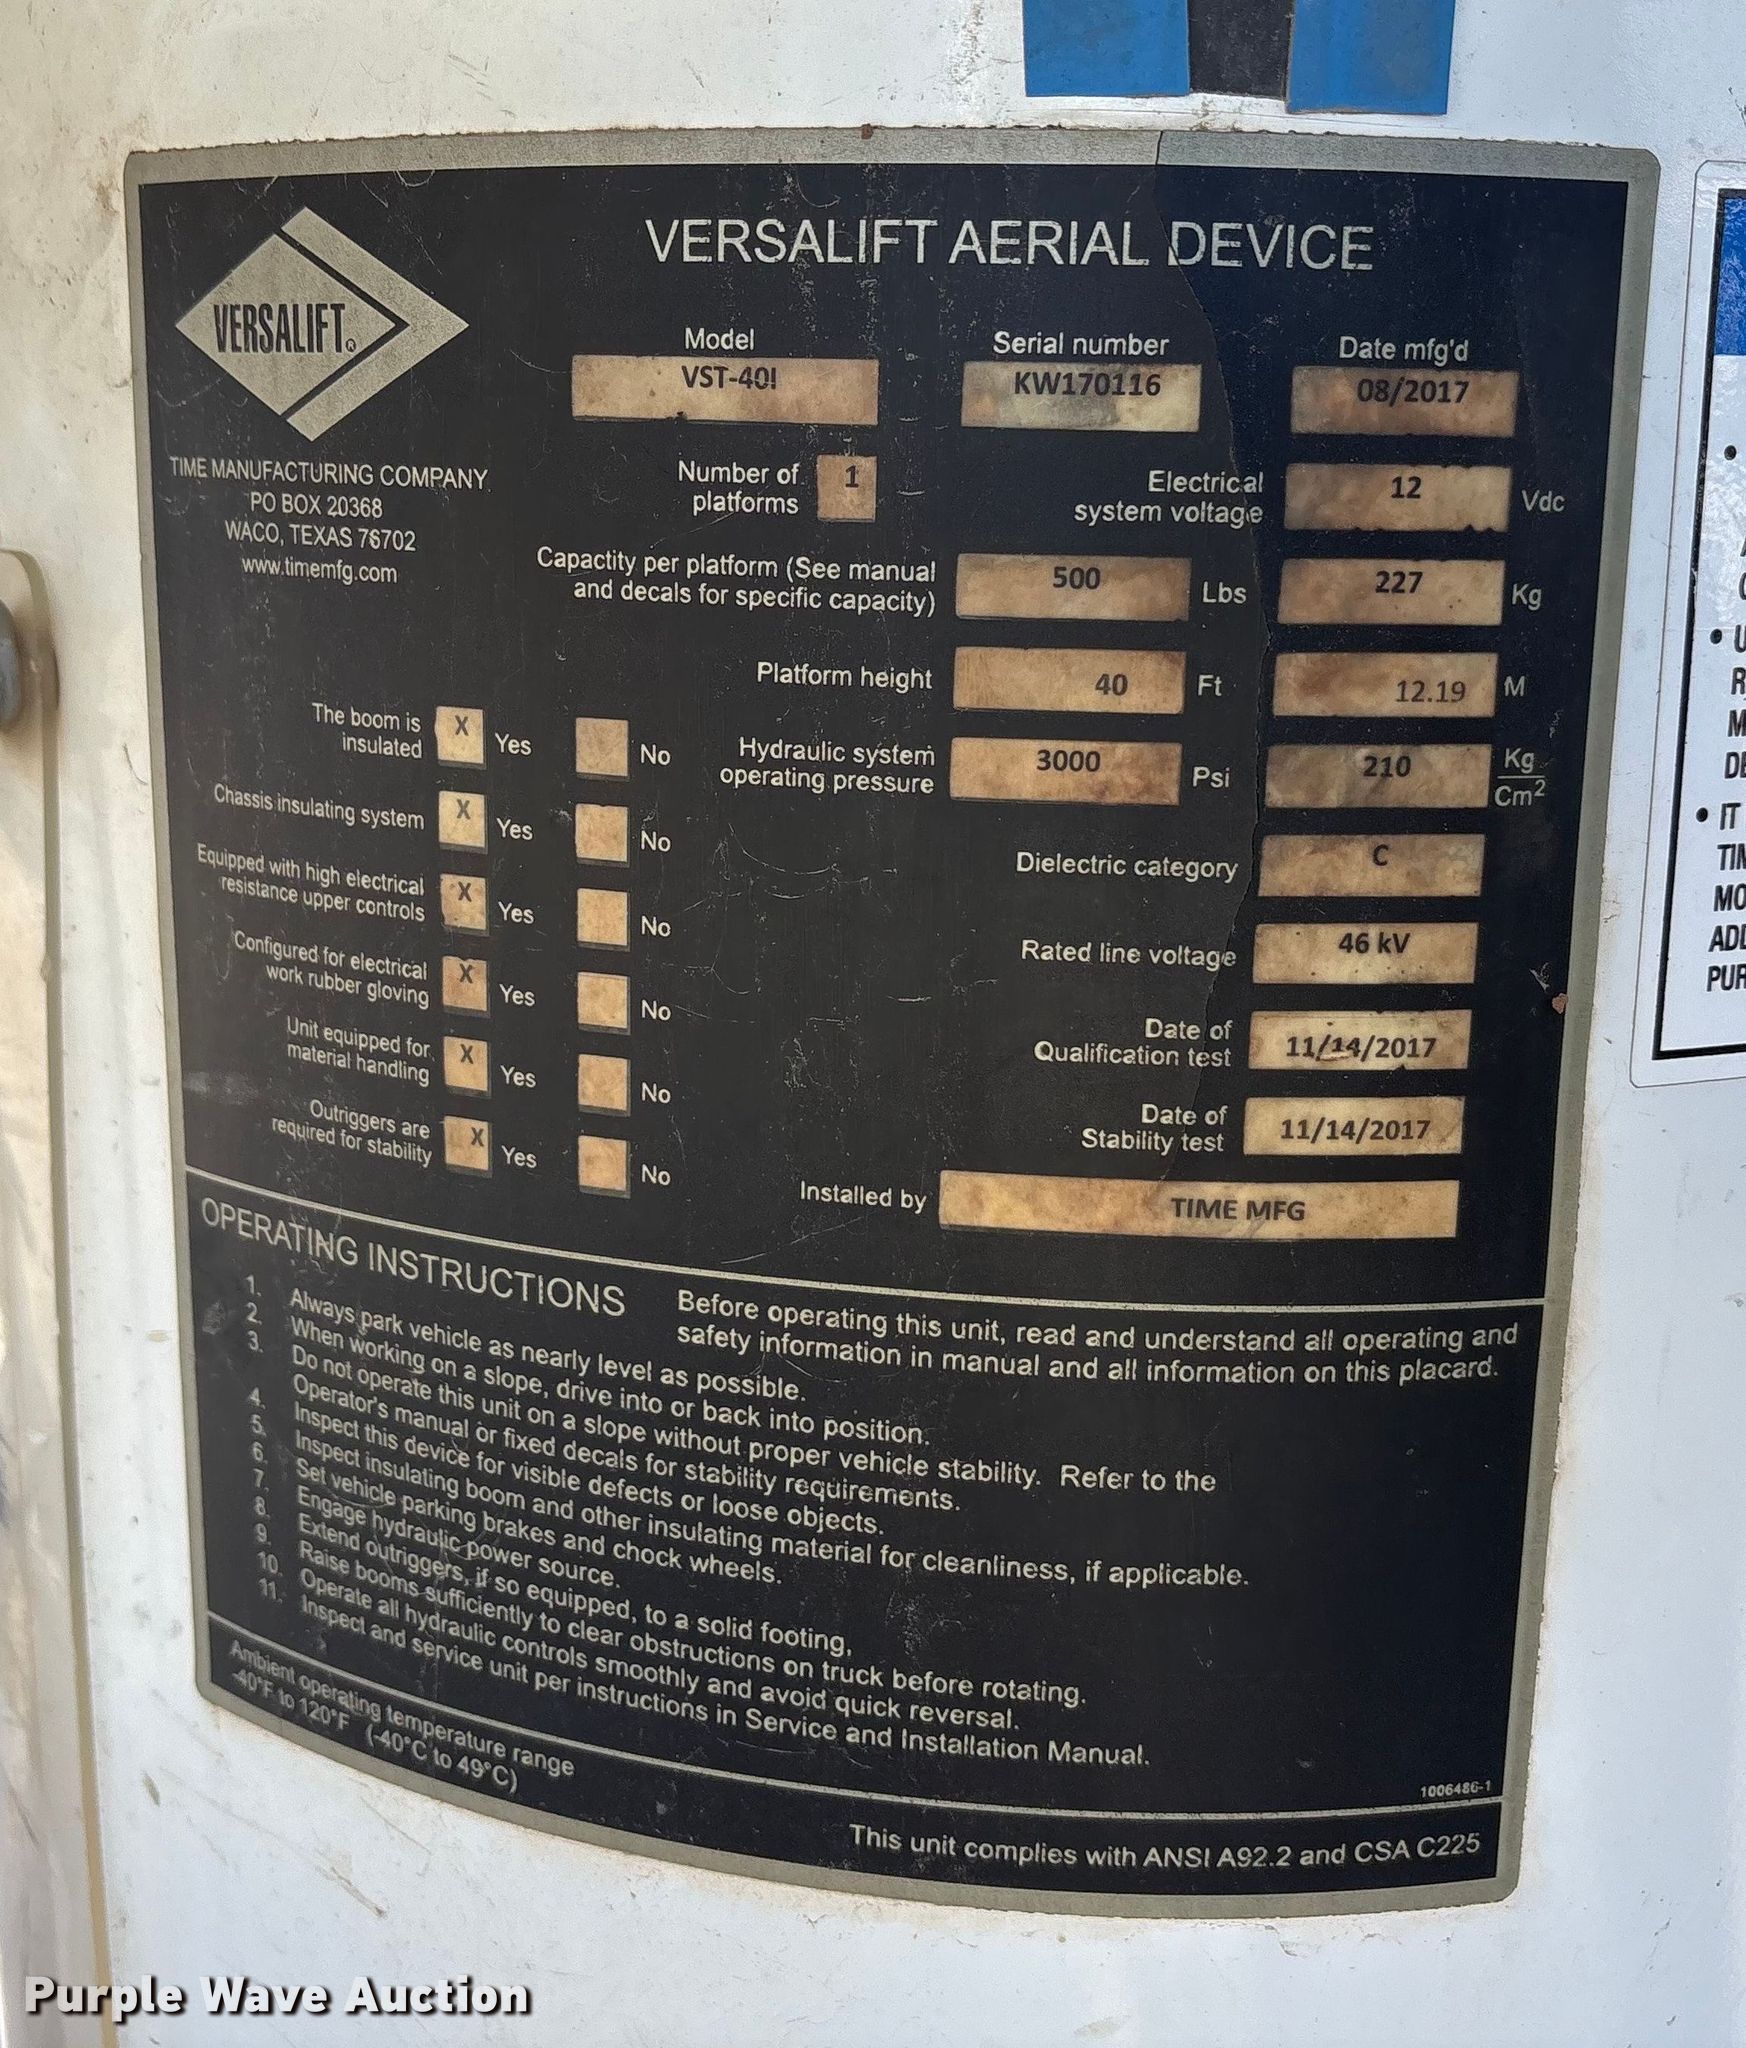 VERSALIFT AERIAL DEVICE
VERSALIFT®
TIME MANUFACTURING COMPANY
PO BOX 20368
WACO, TEXAS 76702
www.timemfg.com
Model
VST-40I
Serial number
KW170116
Date mfg'd
08/2017
Number of
platforms
1
Electrical
system voltage
12
Vdc
Capactity per platform (See manual
and decals for specific capacity)
500
Lbs
227
Kg
Platform height
40
Ft
12.19
M
Hydraulic system
operating pressure
3000
Psi
210
Kg
Cm²
Dielectric category
C
Rated line voltage
46 kV
Date of
Qualification test
11/14/2017
Date of
Stability test
11/14/2017
Installed by
TIME MFG
The boom is
insulated
X Yes No
Chassis insulating system
X Yes No
Equipped with high electrical
resistance upper controls
X Yes No
Configured for electrical
work rubber gloving
X Yes No
Unit equipped for
material handling
X Yes No
Outriggers are
required for stability
X Yes No
OPERATING INSTRUCTIONS
Before operating this unit, read and understand all operating and
safety information in manual and all information on this placard.
1. Always park vehicle as nearly level as possible.
2. When working on a slope, drive into or back into position.
3. Do not operate this unit on a slope without proper vehicle stability. Refer to the
Operator's manual or fixed decals for stability requirements.
4. Inspect this device for visible defects or loose objects.
5. Inspect insulating boom and other insulating material for cleanliness, if applicable.
6. Set vehicle parking brakes and chock wheels.
7. Engage hydraulic power source.
8. Extend outriggers, if so equipped, to a solid footing,
9. Raise booms sufficiently to clear obstructions on truck before rotating.
10. Operate all hydraulic controls smoothly and avoid quick reversal.
11. Inspect and service unit per instructions in Service and Installation Manual.
Ambient operating temperature range
-40°F to 120°F (-40°C to 49°C)
1006486-1
This unit complies with ANSI A92.2 and CSA C225
IT
Purple Wave Auction